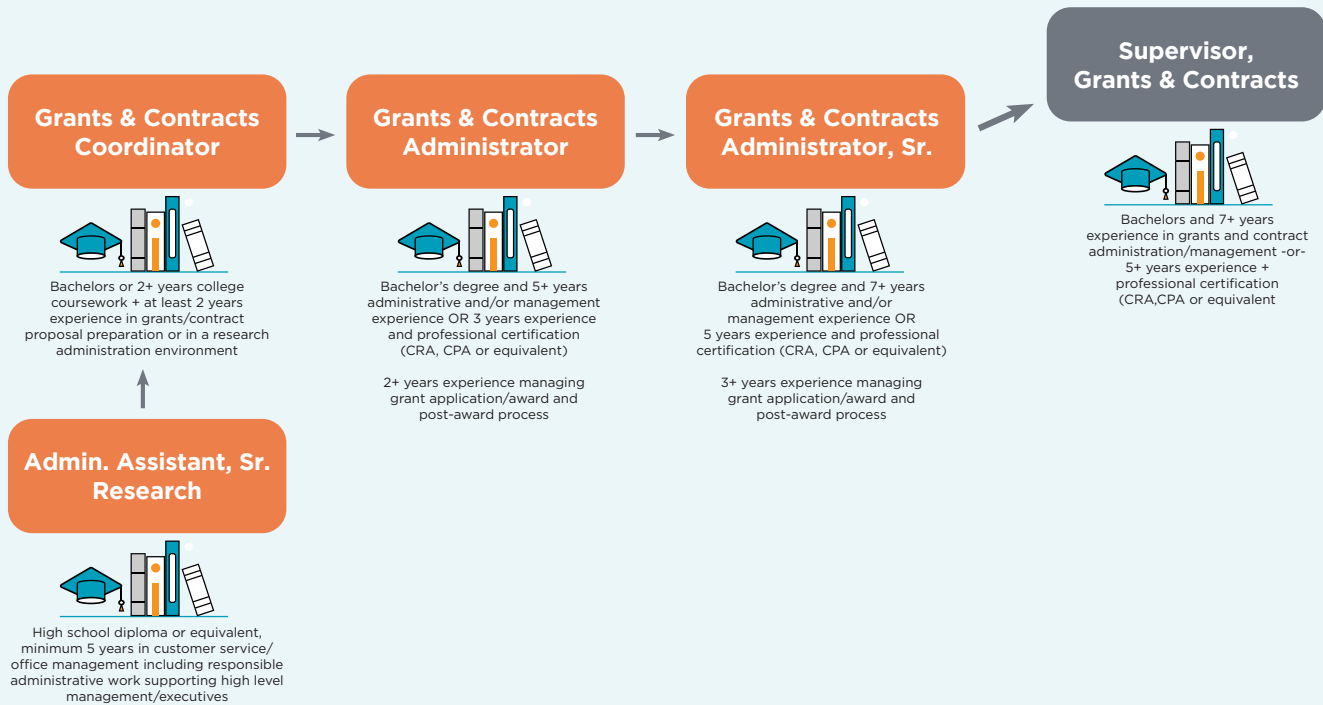 Supervisor,
Grants & Contracts
Bachelors and 7+ years
experience in grants and contract
administration/management -or-
5+ years experience +
professional certification
(CRA,CPA or equivalent
Grants & Contracts
Coordinator
Bachelors or 2+ years college
coursework + at least 2 years
experience in grants/contract
proposal preparation or in a research
administration environment
Grants & Contracts
Administrator
Bachelor's degree and 5+ years
administrative and/or management
experience OR 3 years experience
and professional certification
(CRA, CPA or equivalent)
2+ years experience managing
grant application/award and
post-award process
Grants & Contracts
Administrator, Sr.
Bachelor's degree and 7+ years
administrative and/or
management experience OR
5 years experience and professional
certification (CRA, CPA or equivalent)
3+ years experience managing
grant application/award and
post-award process
Admin. Assistant, Sr.
Research
High school diploma or equivalent,
minimum 5 years in customer service/
office management including responsible
administrative work supporting high level
management/executives